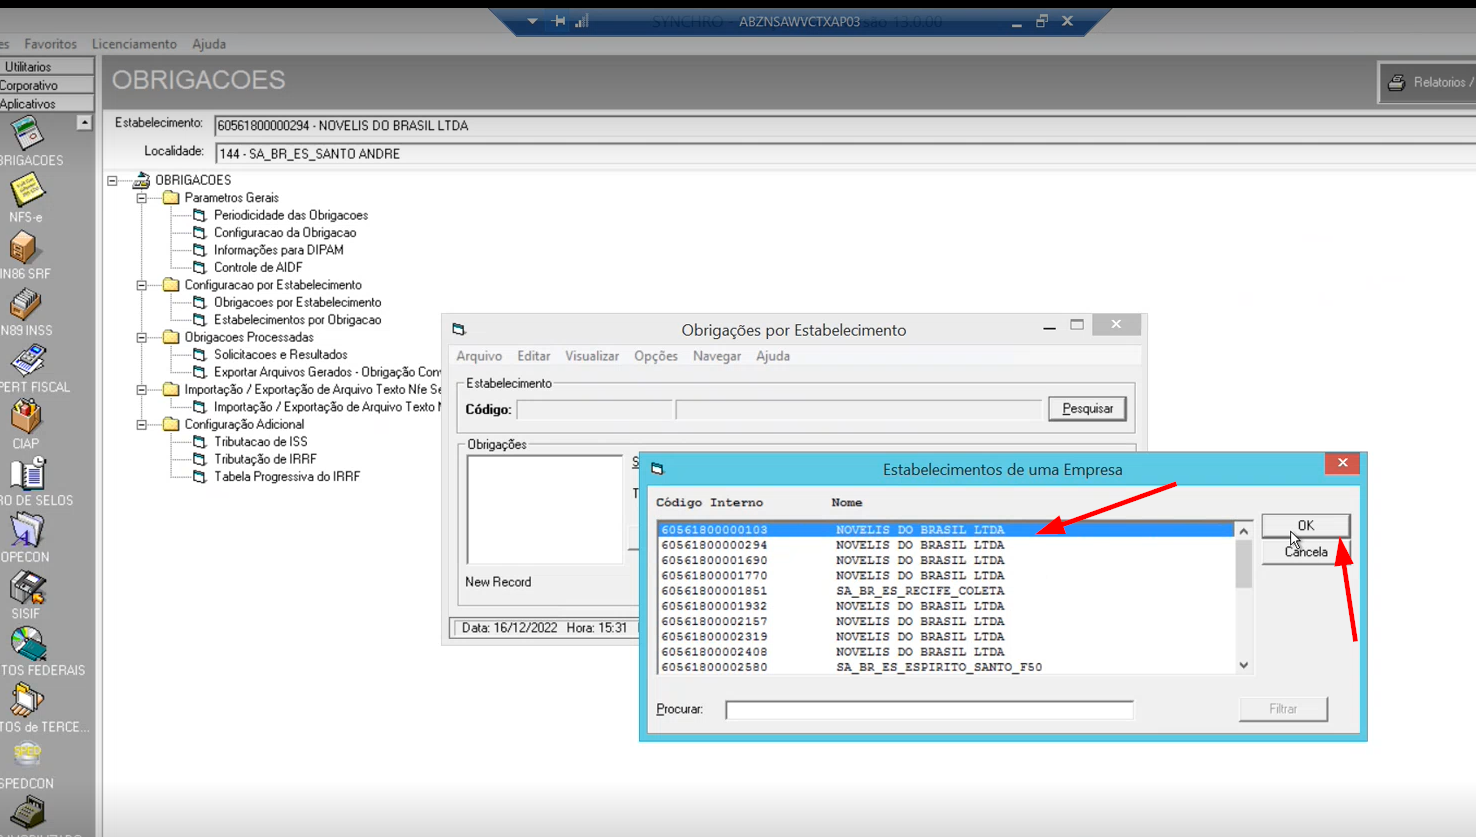 ABZNSAWVCTXAP03
Favoritos Licenciamento Ajuda
Utilitarios
Corporativo
Aplicativos
OBRIGACOES
Relatorios /
Estabelecimento: 60561800000294 - NOVELIS DO BRASIL LTDA
Localidade: 144 - SA_BR_ES_SANTO ANDRE
BRIGACOES
NFS-e
IN86 SRF
N89 INSS
PERT FISCAL
CIAP
RO DE SELOS
OPECON
SISIF
TOS FEDERAIS
TOS de TERCE...
SPED
SPEDCON
OBRIGACOES
Parametros Gerais
Periodicidade das Obrigacoes
Configuracao da Obrigacao
Informações para DIPAM
Controle de AIDF
Configuracao por Estabelecimento
Obrigacoes por Estabelecimento
Estabelecimentos por Obrigacao
Obrigacoes Processadas
Solicitacoes e Resultados
Exportar Arquivos Gerados - Obrigação Con
Importação / Exportação de Arquivo Texto Nfe Se
Importação / Exportação de Arquivo Texto N
Configuração Adicional
Tributacao de ISS
Tributação de IRRF
Tabela Progressiva do IRRF
Obrigações por Estabelecimento
Arquivo Editar Visualizar Opções Navegar Ajuda
Estabelecimento
Código: Pesquisar
Obrigações
S
T
New Record
Data: 16/12/2022 Hora: 15:31
Estabelecimentos de uma Empresa
Código Interno Nome
60561800000103 NOVELIS DO BRASIL LTDA
60561800000294 NOVELIS DO BRASIL LTDA
60561800001690 NOVELIS DO BRASIL LTDA
60561800001770 NOVELIS DO BRASIL LTDA
60561800001851 SA_BR_ES_RECIFE_COLETA
60561800001932 NOVELIS DO BRASIL LTDA
60561800002157 NOVELIS DO BRASIL LTDA
60561800002319 NOVELIS DO BRASIL LTDA
60561800002408 NOVELIS DO BRASIL LTDA
60561800002580 SA_BR_ES_ESPIRITO_SANTO_F50
OK
Cancela
Procurar: Filtrar